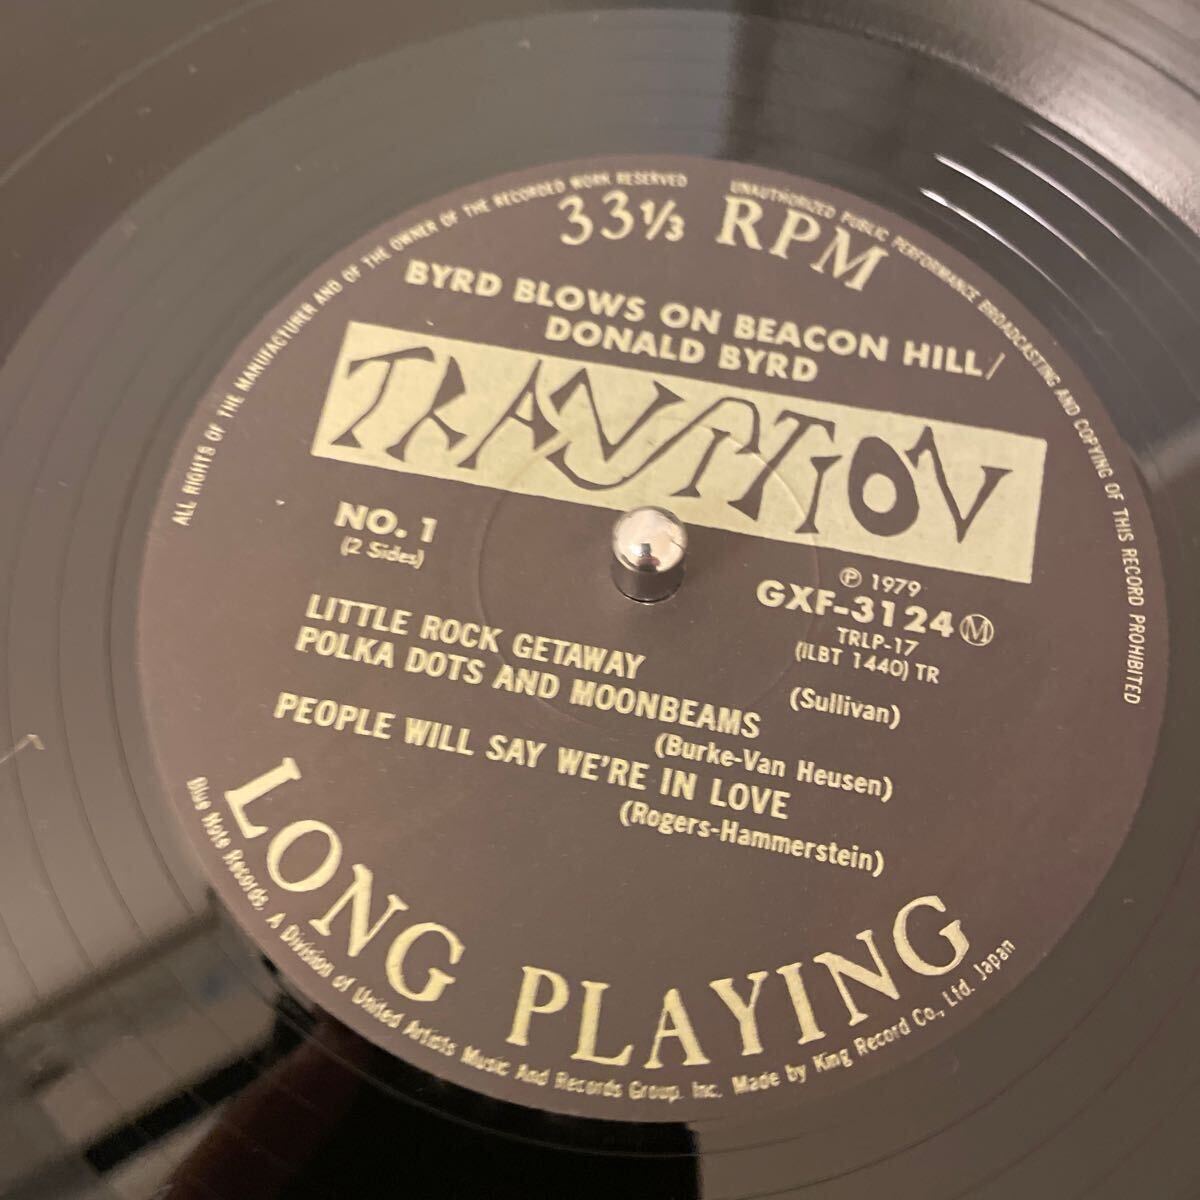 ALL RIGHTS OF THE MANUFACTURER AND OF THE OWNER OF THE RECORDED WORK RESERVED
UNAUTHORIZED PUBLIC PERFORMANCE BROADCASTING AND COPYING OF THIS RECORD PROHIBITED
33 1/3 RPM
BYRD BLOWS ON BEACON HILL/
DONALD BYRD
TRANSITION
NO. 1
(2 Sides)
Ⓟ 1979
GXF-3124 Ⓜ
TRLP-17
(iLBT 1440) TR
LITTLE ROCK GETAWAY
(Sullivan)
POLKA DOTS AND MOONBEAMS
(Burke-Van Heusen)
PEOPLE WILL SAY WE'RE IN LOVE
(Rogers-Hammerstein)
LONG PLAYING
Blue Note Records, A Division of United Artists Music And Records Group, Inc. Made by King Record Co., Ltd. Japan